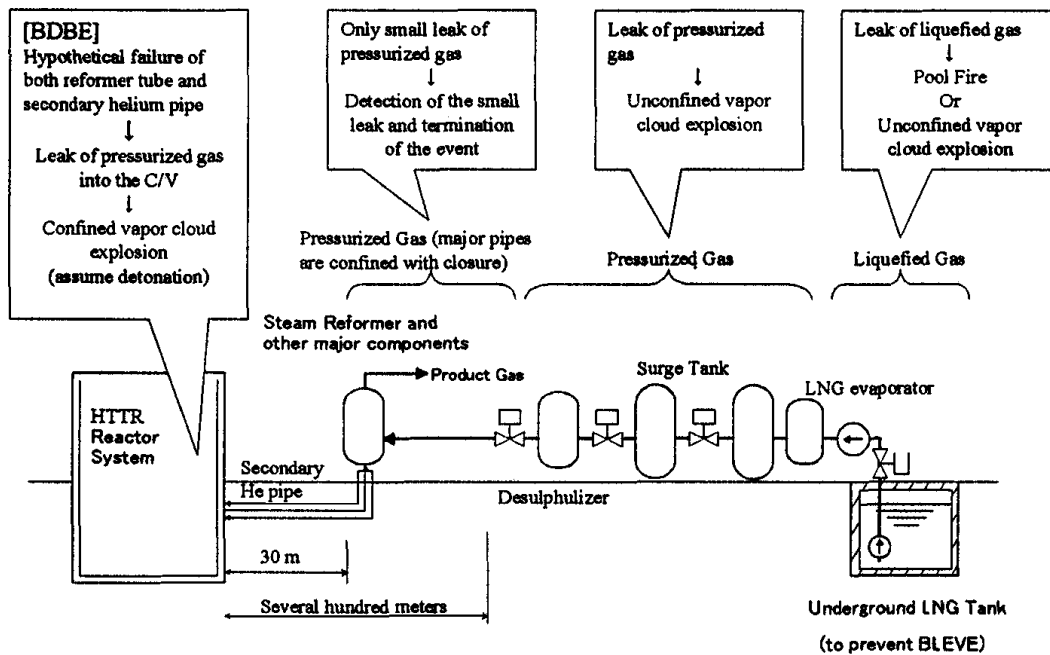 [BDBE]
Hypothetical failure of
both reformer tube and
secondary helium pipe
↓
Leak of pressurized gas
into the C/V
↓
Confined vapor cloud
explosion
(assume detonation)
Only small leak of
pressurized gas
↓
Detection of the small
leak and termination
of the event
Leak of pressurized
gas
↓
Unconfined vapor
cloud explosion
Leak of liquefied gas
↓
Pool Fire
Or
Unconfined vapor
cloud explosion
Pressurized Gas (major pipes
are confined with closure)
Pressurized Gas
Liquefied Gas
Steam Reformer and
other major components
Product Gas
Surge Tank
LNG evaporator
HTTR
Reactor
System
Secondary
He pipe
Desulphulizer
30 m
Several hundred meters
Underground LNG Tank
(to prevent BLEVE)